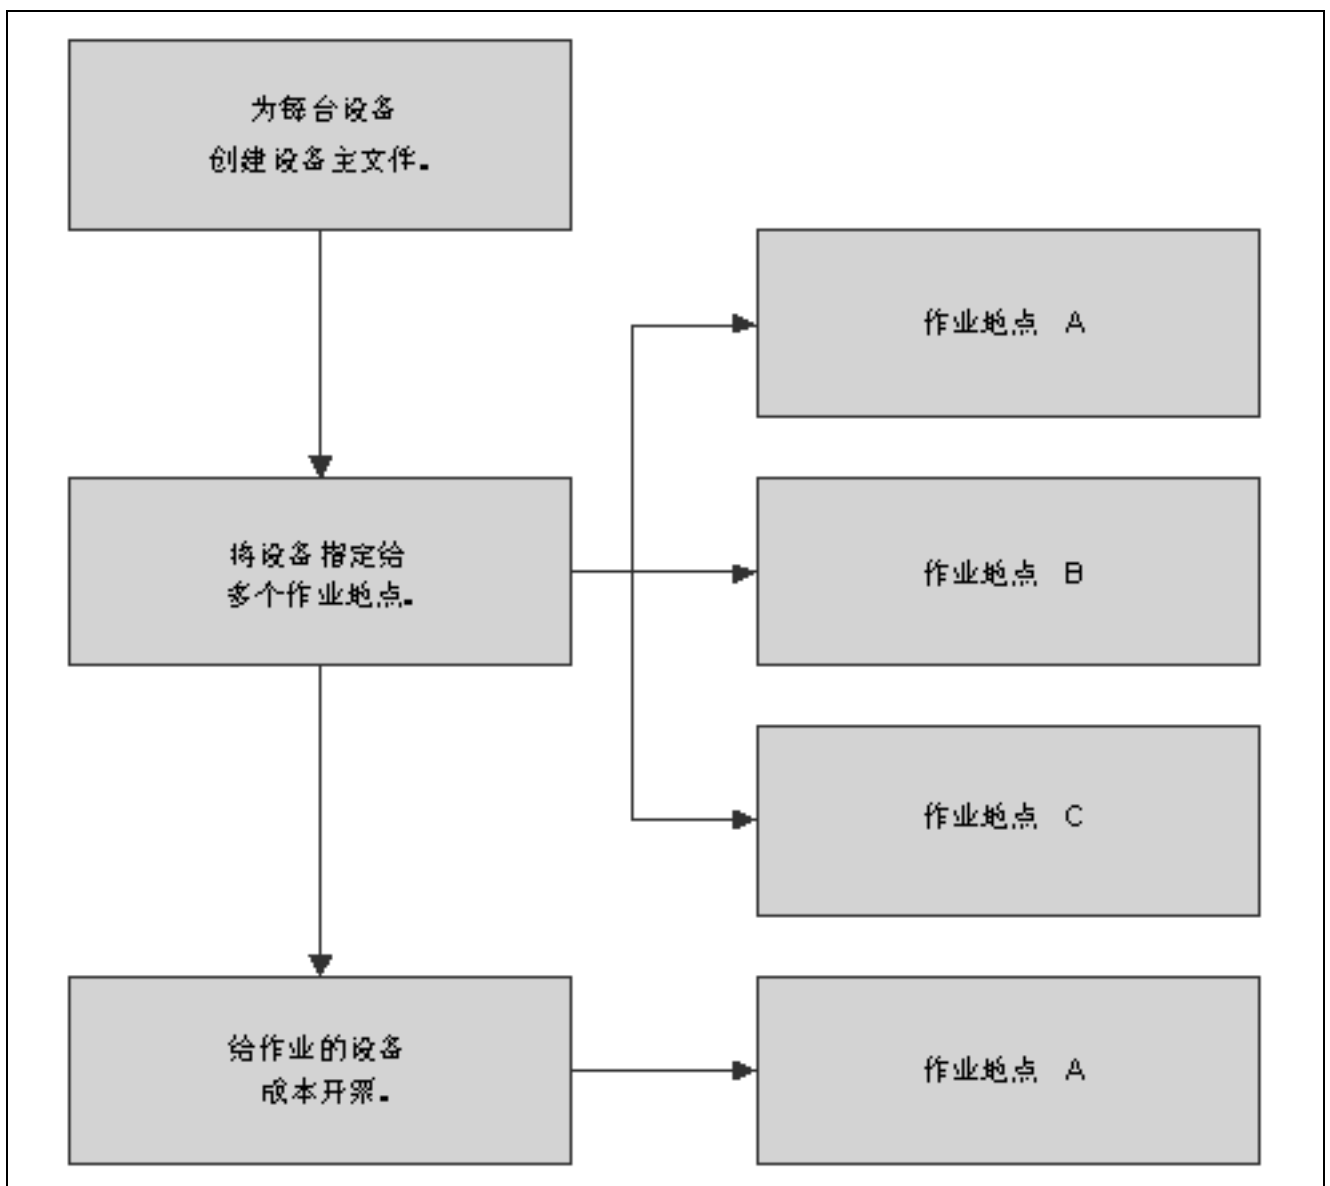 为每台设备
创建设备主文件。
作业地点 A
将设备指定给
多个作业地点。
作业地点 B
作业地点 C
给作业的设备
成本开票。
作业地点 A